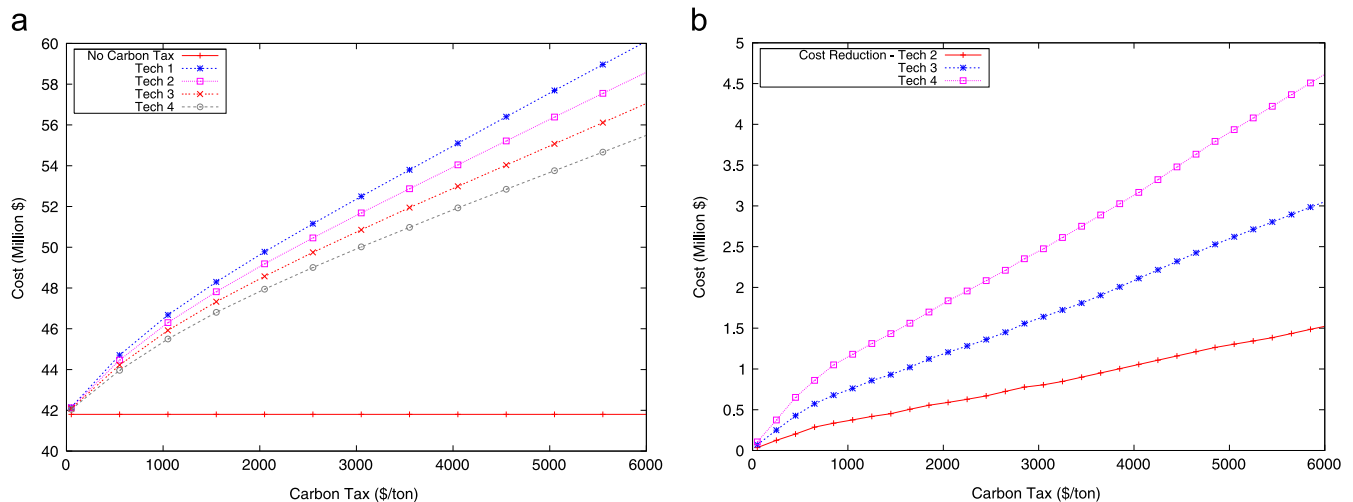 a
No Carbon Tax
Tech 1
Tech 2
Tech 3
Tech 4
60
58
56
54
52
50
48
46
44
42
40
Cost (Million $)
0 1000 2000 3000 4000 5000 6000
Carbon Tax ($/ton)
b
Cost Reduction - Tech 2
Tech 3
Tech 4
5
4.5
4
3.5
3
2.5
2
1.5
1
0.5
0
Cost (Million $)
0 1000 2000 3000 4000 5000 6000
Carbon Tax ($/ton)